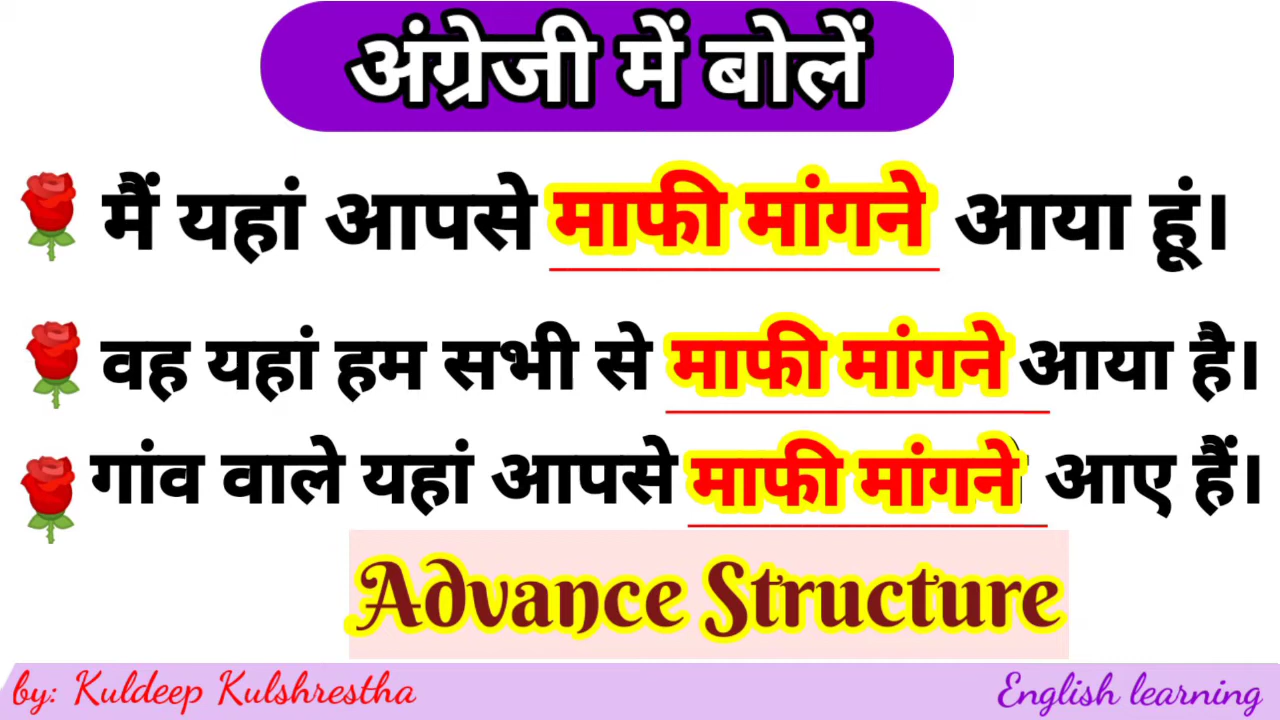 अंग्रेजी में बोलें
मैं यहां आपसे माफी मांगने आया हूं।
वह यहां हम सभी से माफी मांगने आया है।
गांव वाले यहां आपसे माफी मांगने आए हैं।
Advance Structure
by: Kuldeep Kulshrestha English learning